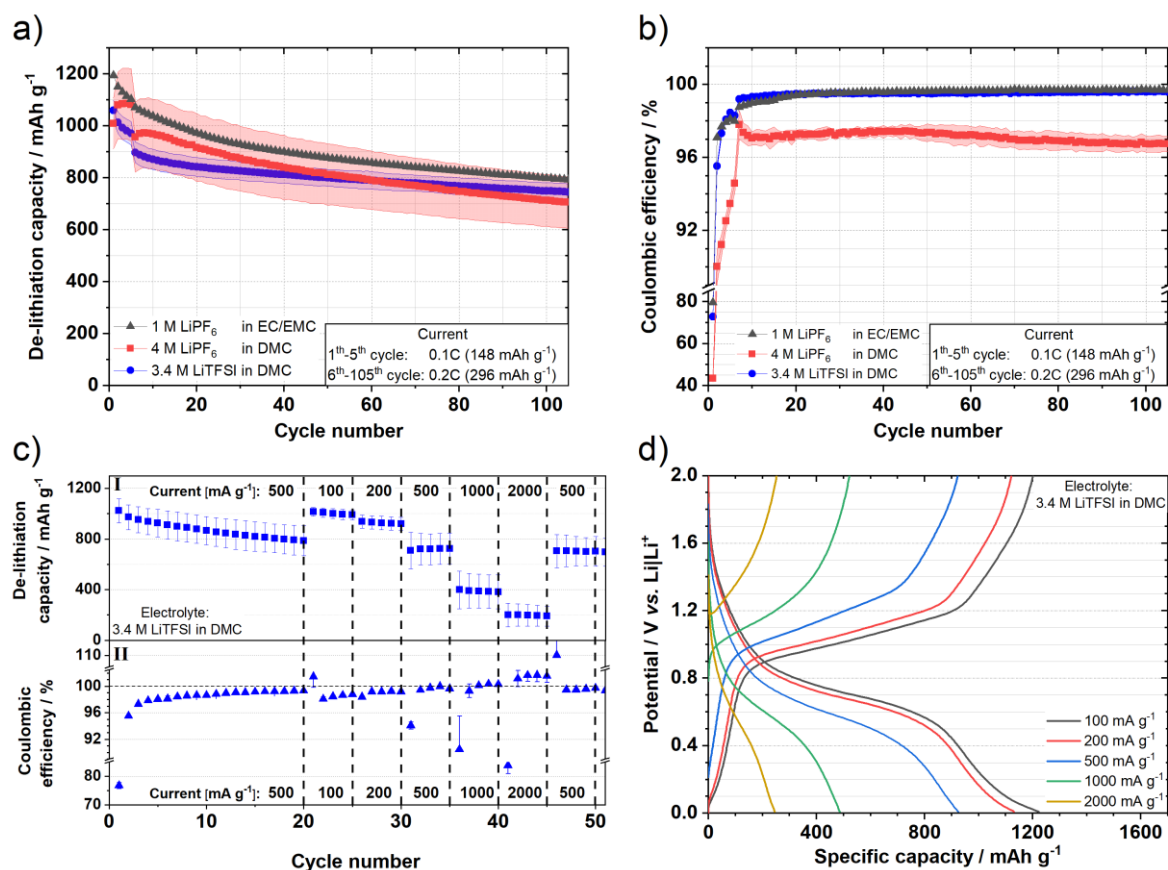 a)
De-lithiation capacity / mAh g⁻¹
1200
1000
800
600
400
200
0
1 M LiPF₆ in EC/EMC
4 M LiPF₆ in DMC
3.4 M LiTFSI in DMC
Current
1ᵗʰ-5ᵗʰ cycle: 0.1C (148 mAh g⁻¹)
6ᵗʰ-105ᵗʰ cycle: 0.2C (296 mAh g⁻¹)
0 20 40 60 80 100
Cycle number
b)
Coulombic efficiency / %
100
96
92
80
60
40
1 M LiPF₆ in EC/EMC
4 M LiPF₆ in DMC
3.4 M LiTFSI in DMC
Current
1ᵗʰ-5ᵗʰ cycle: 0.1C (148 mAh g⁻¹)
6ᵗʰ-105ᵗʰ cycle: 0.2C (296 mAh g⁻¹)
0 20 40 60 80 100
Cycle number
c)
De-lithiation
capacity / mAh g⁻¹
1200
800
400
0
I
Current [mA g⁻¹]: 500 100 200 500 1000 2000 500
Electrolyte:
3.4 M LiTFSI in DMC
II
Coulombic
efficiency / %
110
100
96
92
80
70
Current [mA g⁻¹]: 500 100 200 500 1000 2000 500
0 10 20 30 40 50
Cycle number
d)
Potential / V vs. Li|Li⁺
2.0
1.6
1.2
0.8
0.4
0.0
Electrolyte:
3.4 M LiTFSI in DMC
100 mA g⁻¹
200 mA g⁻¹
500 mA g⁻¹
1000 mA g⁻¹
2000 mA g⁻¹
0 400 800 1200 1600
Specific capacity / mAh g⁻¹